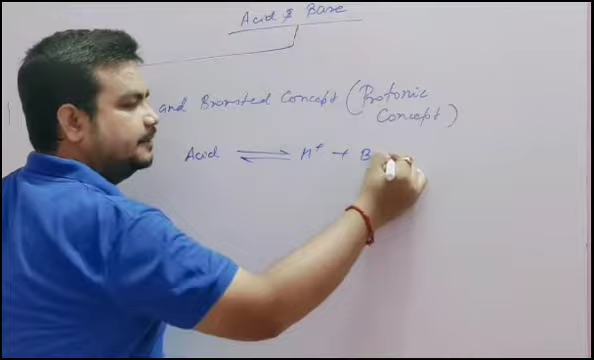 Acid & Base
and Bronsted Concept (Protonic
Concept)
Acid ⇌ H⁺ + B